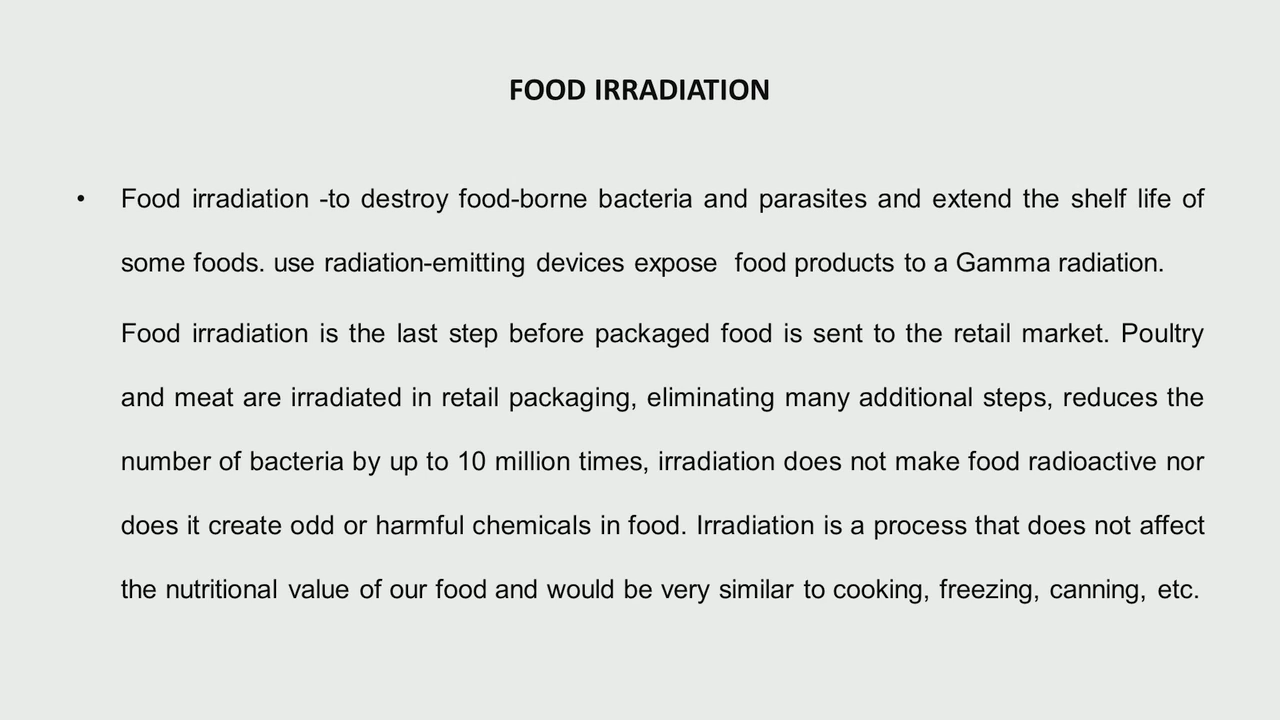 FOOD IRRADIATION
• Food irradiation -to destroy food-borne bacteria and parasites and extend the shelf life of
some foods. use radiation-emitting devices expose food products to a Gamma radiation.
Food irradiation is the last step before packaged food is sent to the retail market. Poultry
and meat are irradiated in retail packaging, eliminating many additional steps, reduces the
number of bacteria by up to 10 million times, irradiation does not make food radioactive nor
does it create odd or harmful chemicals in food. Irradiation is a process that does not affect
the nutritional value of our food and would be very similar to cooking, freezing, canning, etc.